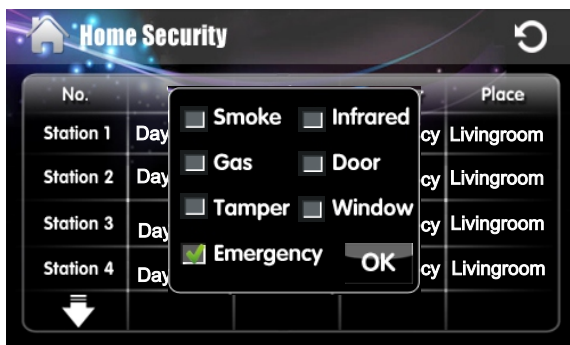 Home Security
No. Place
Smoke Infrared
Station 1 Day cy Livingroom
Gas Door
Station 2 Day cy Livingroom
Tamper Window
Station 3 Day cy Livingroom
Emergency OK
Station 4 Day cy Livingroom